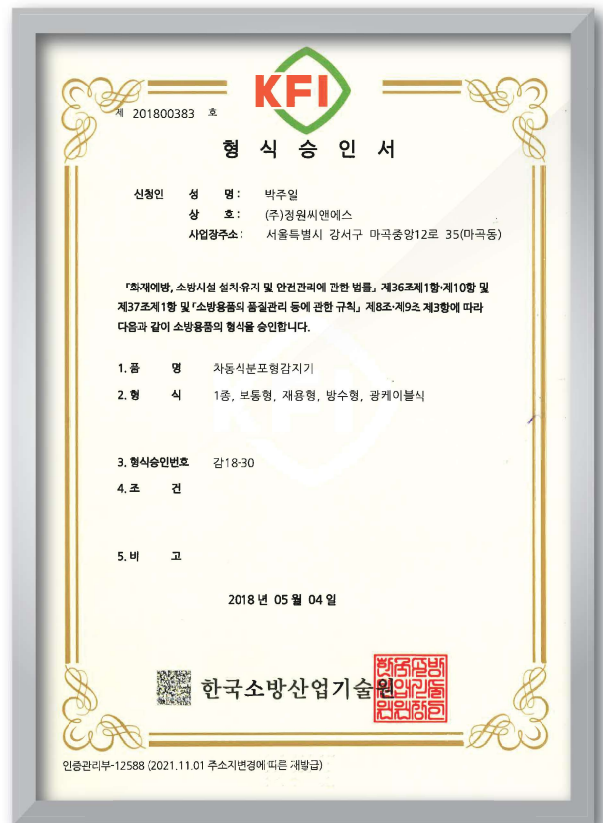 KFI
제 201800383 호
형 식 승 인 서
신청인 성 명 : 박주일
상 호 : (주)정원씨앤에스
사업장주소 : 서울특별시 강서구 마곡중앙12로 35(마곡동)
「화재예방, 소방시설 설치·유지 및 안전관리에 관한 법률」 제36조제1항·제10항 및
제37조제1항 및 「소방용품의 품질관리 등에 관한 규칙」 제8조·제9조 제3항에 따라
다음과 같이 소방용품의 형식을 승인합니다.
1. 품 명 차동식분포형감지기
2. 형 식 1종, 보통형, 재용형, 방수형, 광케이블식
3. 형식승인번호 감18-30
4. 조 건
5. 비 고
2018 년 05 월 04 일
한국소방산업기술원
인증관리부-12588 (2021.11.01 주소지변경에 따른 재발급)